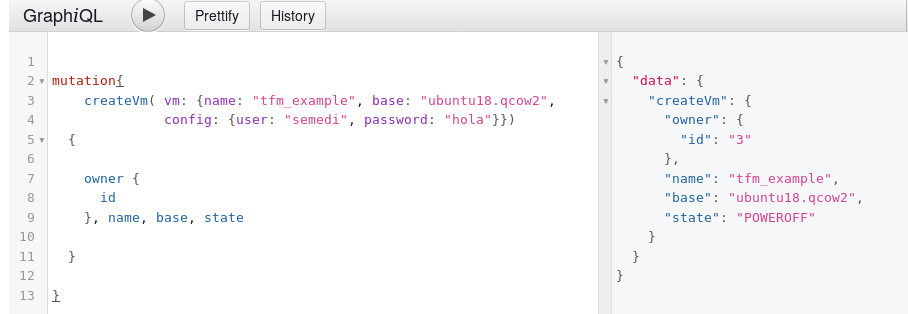 GraphiQL Prettify History
1
2 mutation{
3 createVm( vm: {name: "tfm_example", base: "ubuntu18.qcow2",
4 config: {user: "semedi", password: "hola"}})
5 {
6
7 owner {
8 id
9 }, name, base, state
10
11 }
12
13 }
{
"data": {
"createVm": {
"owner": {
"id": "3"
},
"name": "tfm_example",
"base": "ubuntu18.qcow2",
"state": "POWEROFF"
}
}
}